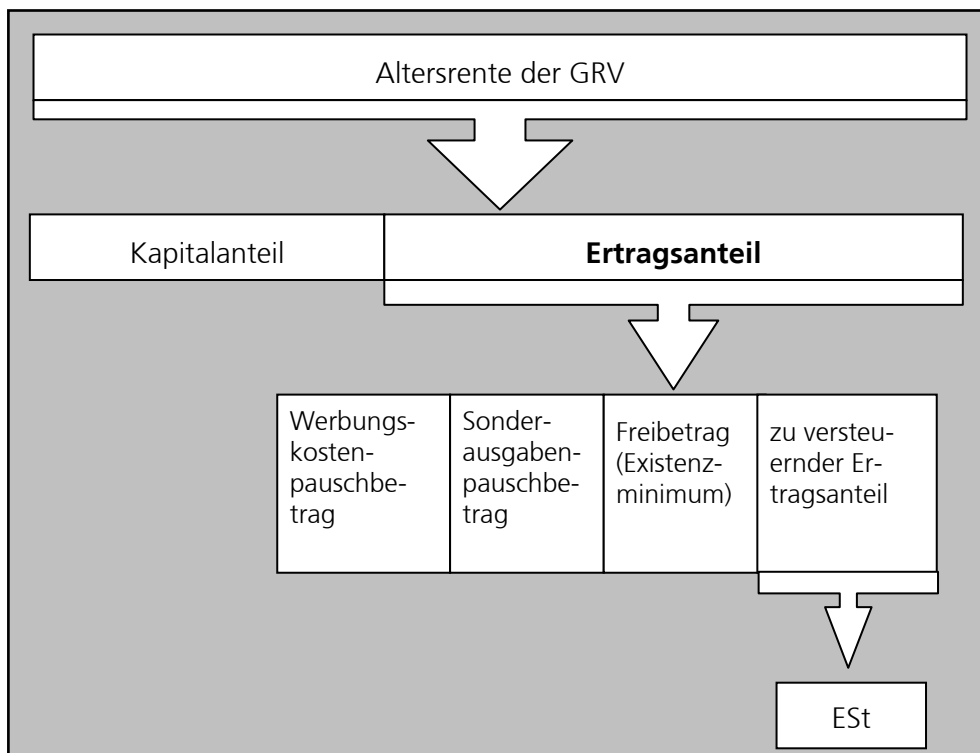 Altersrente der GRV
Kapitalanteil
Ertragsanteil
Werbungs-
kosten-
pauschbe-
trag
Sonder-
ausgaben-
pauschbe-
trag
Freibetrag
(Existenz-
minimum)
zu versteu-
ernder Er-
tragsanteil
ESt